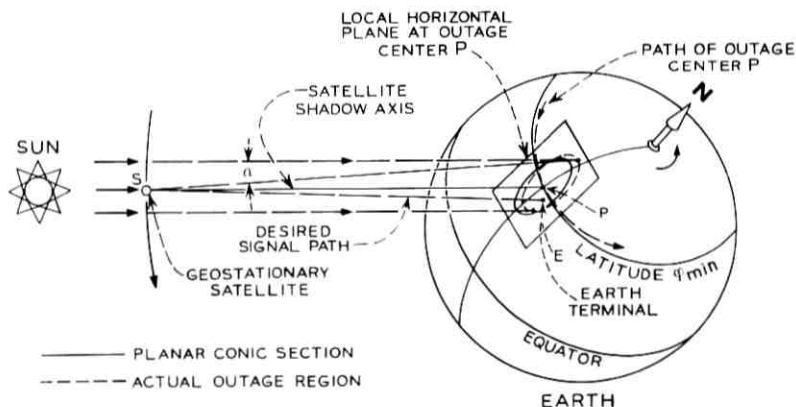 LOCAL HORIZONTAL
PLANE AT OUTAGE
CENTER P
PATH OF OUTAGE
CENTER P
N
SATELLITE
SHADOW AXIS
SUN
S
α
P
DESIRED
SIGNAL PATH
E
LATITUDE φmin
GEOSTATIONARY
SATELLITE
EARTH
TERMINAL
EQUATOR
PLANAR CONIC SECTION
ACTUAL OUTAGE REGION
EARTH